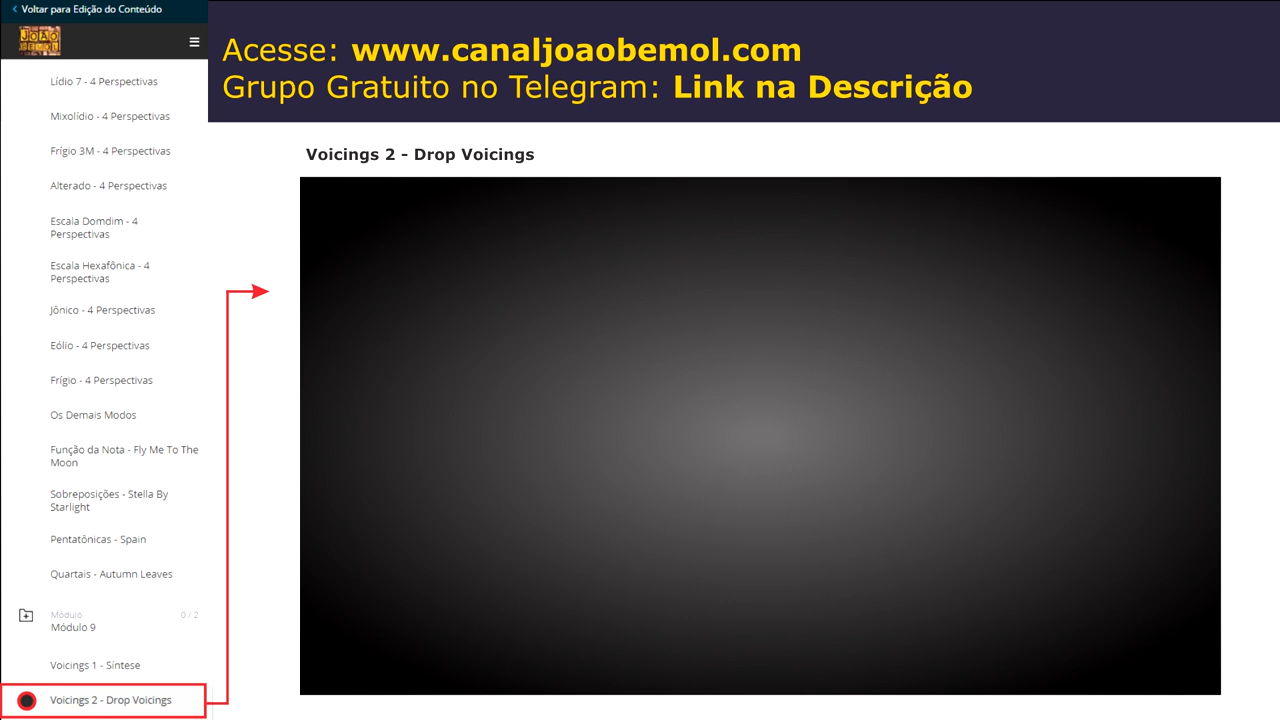 Voltar para Edição do Conteúdo
JOÃO
BEMOL
Acesse: www.canaljoaobemol.com
Grupo Gratuito no Telegram: Link na Descrição
Lídio 7 - 4 Perspectivas
Mixolídio - 4 Perspectivas
Frígio 3M - 4 Perspectivas
Alterado - 4 Perspectivas
Escala Domdim - 4
Perspectivas
Escala Hexafônica - 4
Perspectivas
Jônico - 4 Perspectivas
Eólio - 4 Perspectivas
Frígio - 4 Perspectivas
Os Demais Modos
Função da Nota - Fly Me To The
Moon
Sobreposições - Stella By
Starlight
Pentatônicas - Spain
Quartais - Autumn Leaves
Módulo 0 / 2
Módulo 9
Voicings 1 - Síntese
Voicings 2 - Drop Voicings
Voicings 2 - Drop Voicings